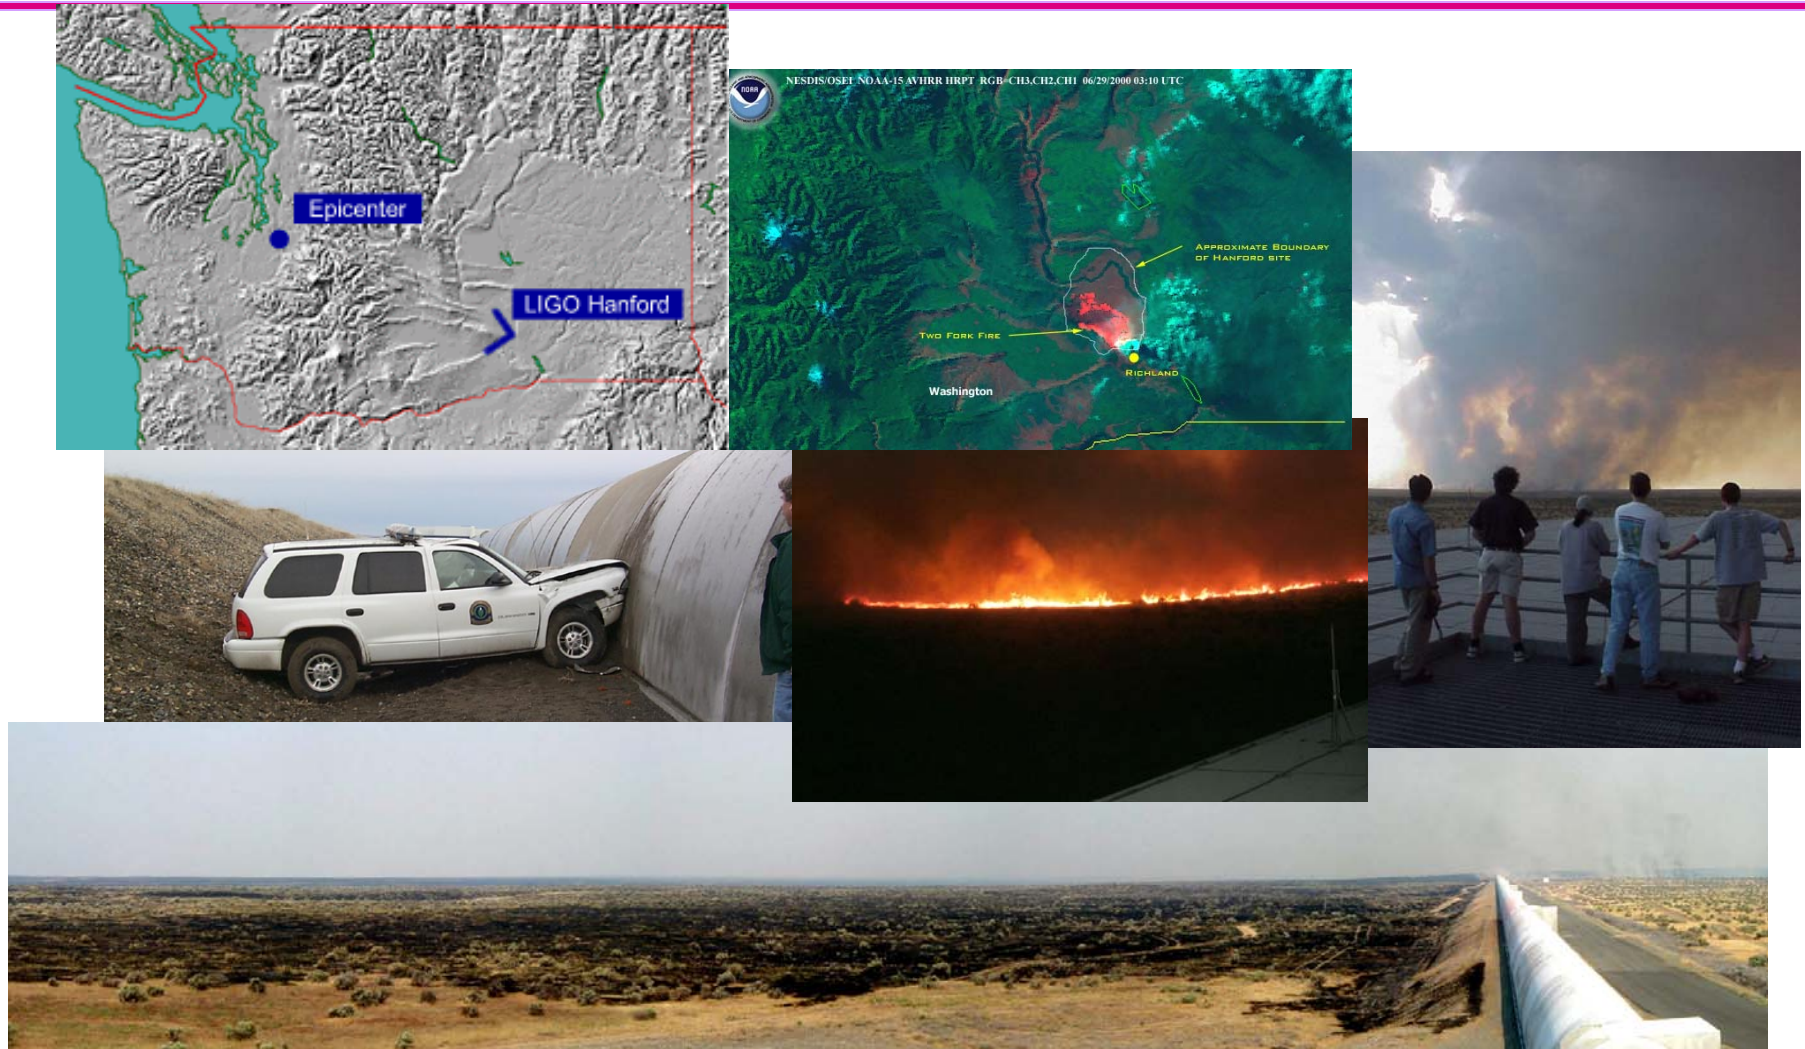 Epicenter
LIGO Hanford
NOAA
NESDIS/OSEI NOAA-15 AVHRR HRPT RGB=CH3,CH2,CH1 06/29/2000 03:10 UTC
APPROXIMATE BOUNDARY
OF HANFORD SITE
TWO FORK FIRE
RICHLAND
Washington